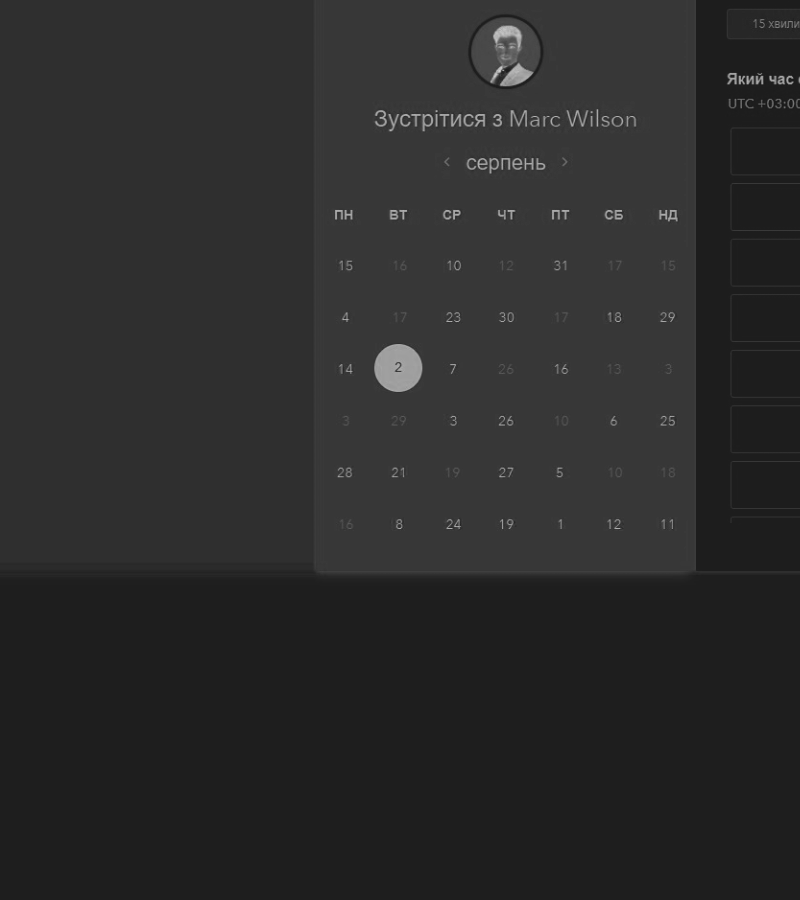 15 хвили
Зустрітися з Marc Wilson
Який час
UTC +03:00
серпень
ПН ВТ СР ЧТ ПТ СБ НД
15 16 10 12 31 17 15
4 17 23 30 17 18 29
14 2 7 26 16 13 3
3 29 3 26 10 6 25
28 21 19 27 5 10 18
16 8 24 19 1 12 11